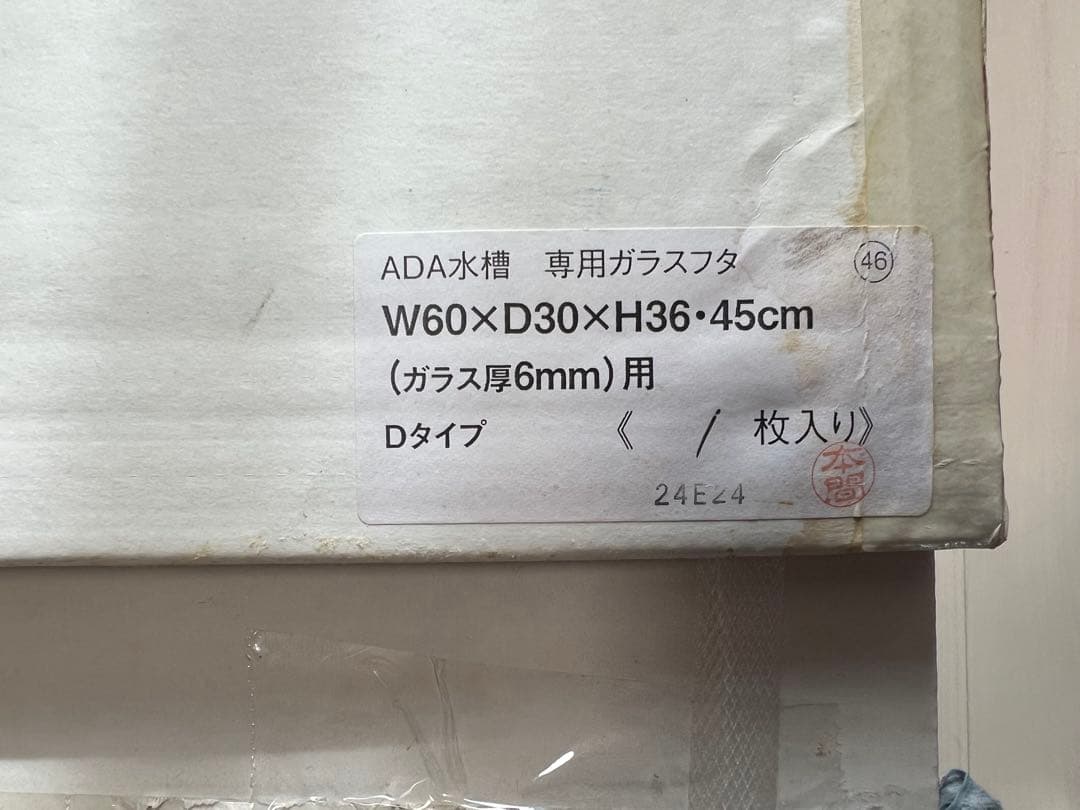 ADA水槽　専用ガラスフタ ㊻
W60×D30×H36・45cm
(ガラス厚6mm)用
Dタイプ 《 / 枚入り》
本間
24E24